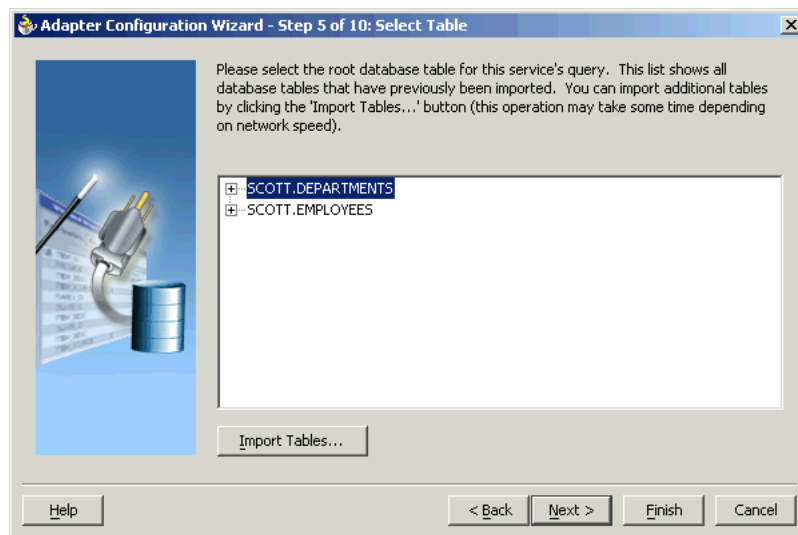 Adapter Configuration Wizard - Step 5 of 10: Select Table
Please select the root database table for this service's query. This list shows all
database tables that have previously been imported. You can import additional tables
by clicking the 'Import Tables...' button (this operation may take some time depending
on network speed).
SCOTT.DEPARTMENTS
SCOTT.EMPLOYEES
Import Tables...
Help
< Back
Next >
Finish
Cancel